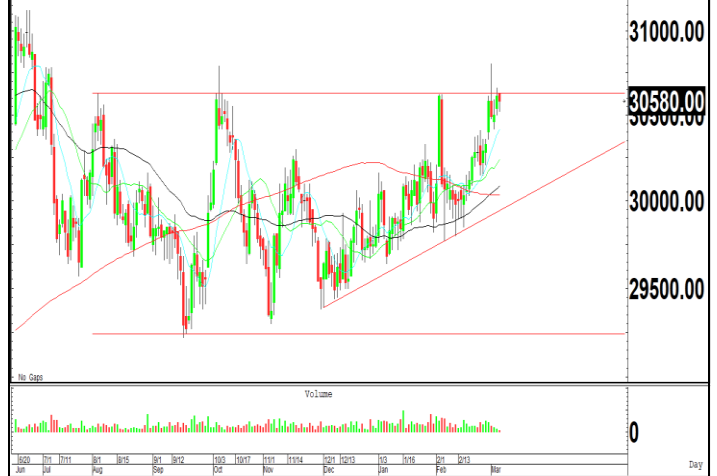 31000.00
30580.00
30000.00
29500.00
No Gaps
Volume
0
6/20 7/1 7/11 8/1 8/15 9/1 9/12 10/3 10/17 11/1 11/14 12/1 12/13 1/3 1/16 2/1 2/13
Jun Jul Aug Sep Oct Nov Dec Jan Feb Mar Day